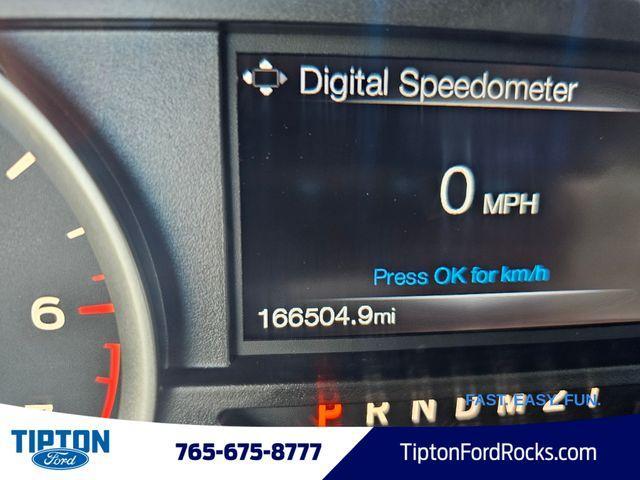 Digital Speedometer
0 MPH
Press OK for km/h
166504.9mi
6
P R N D M 2 1
FAST. EASY. FUN.
TIPTON
Ford
765-675-8777
TiptonFordRocks.com